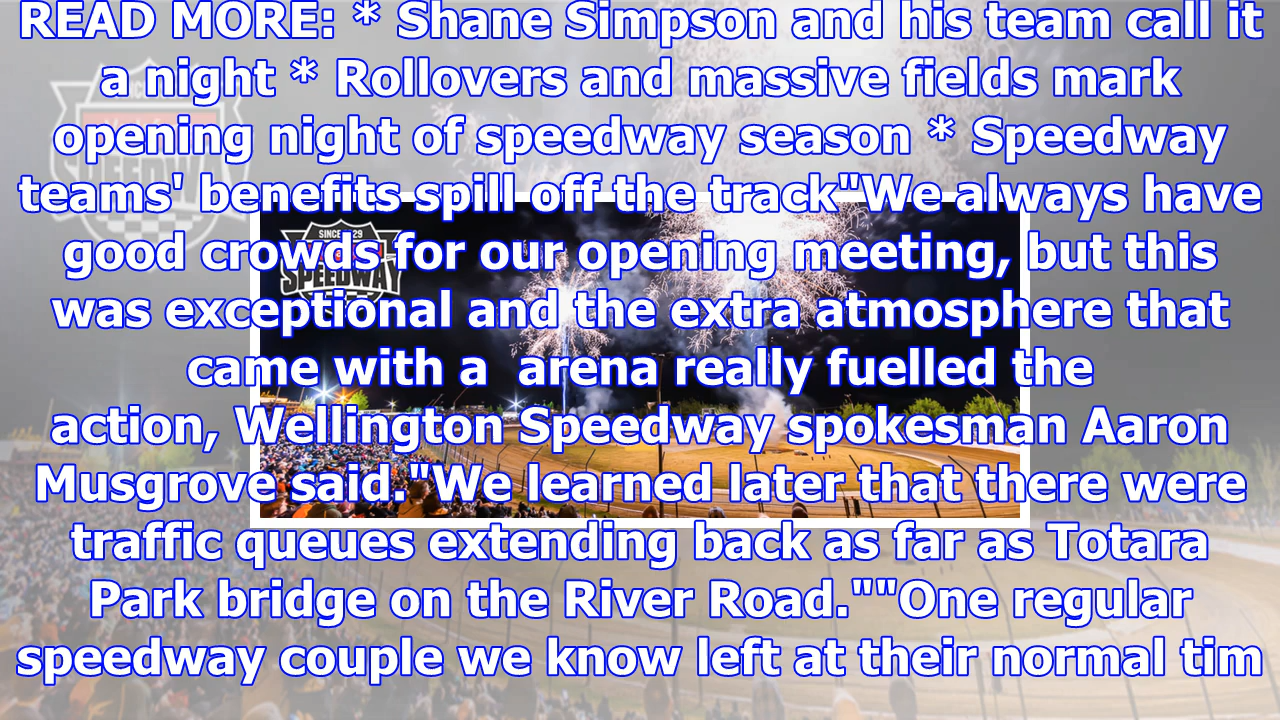 READ MORE: * Shane Simpson and his team call it
a night * Rollovers and massive fields mark
opening night of speedway season * Speedway
teams' benefits spill off the track"We always have
good crowds for our opening meeting, but this
was exceptional and the extra atmosphere that
came with a  arena really fuelled the
action, Wellington Speedway spokesman Aaron
Musgrove said."We learned later that there were
traffic queues extending back as far as Totara
Park bridge on the River Road.""One regular
speedway couple we know left at their normal tim
SINCE 29
SPEEDWAY